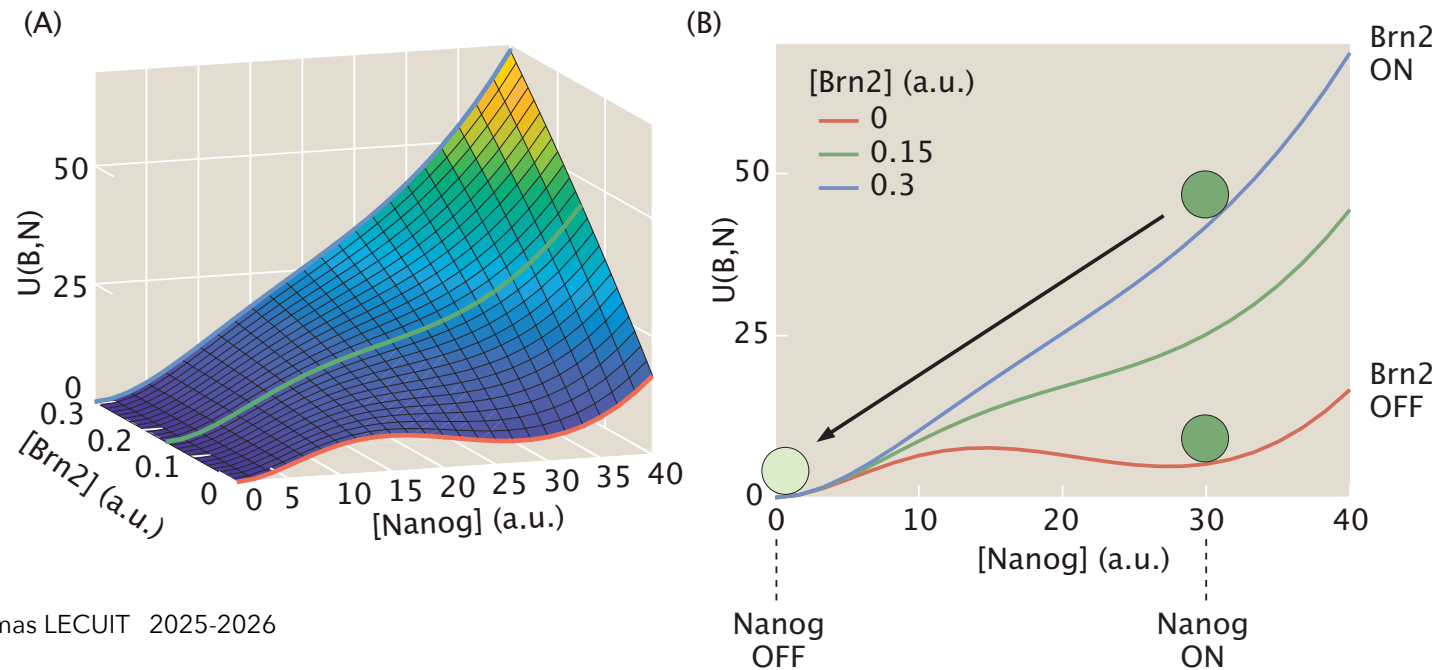 (A)
50
25
0
U(B,N)
0.3
0.2
0.1
0
[Brn2] (a.u.)
0 5 10 15 20 25 30 35 40
[Nanog] (a.u.)
(B)
[Brn2] (a.u.)
0
0.15
0.3
50
25
0
U(B,N)
0 10 20 30 40
[Nanog] (a.u.)
Brn2
ON
Brn2
OFF
Nanog
OFF
Nanog
ON
mas LECUIT 2025-2026